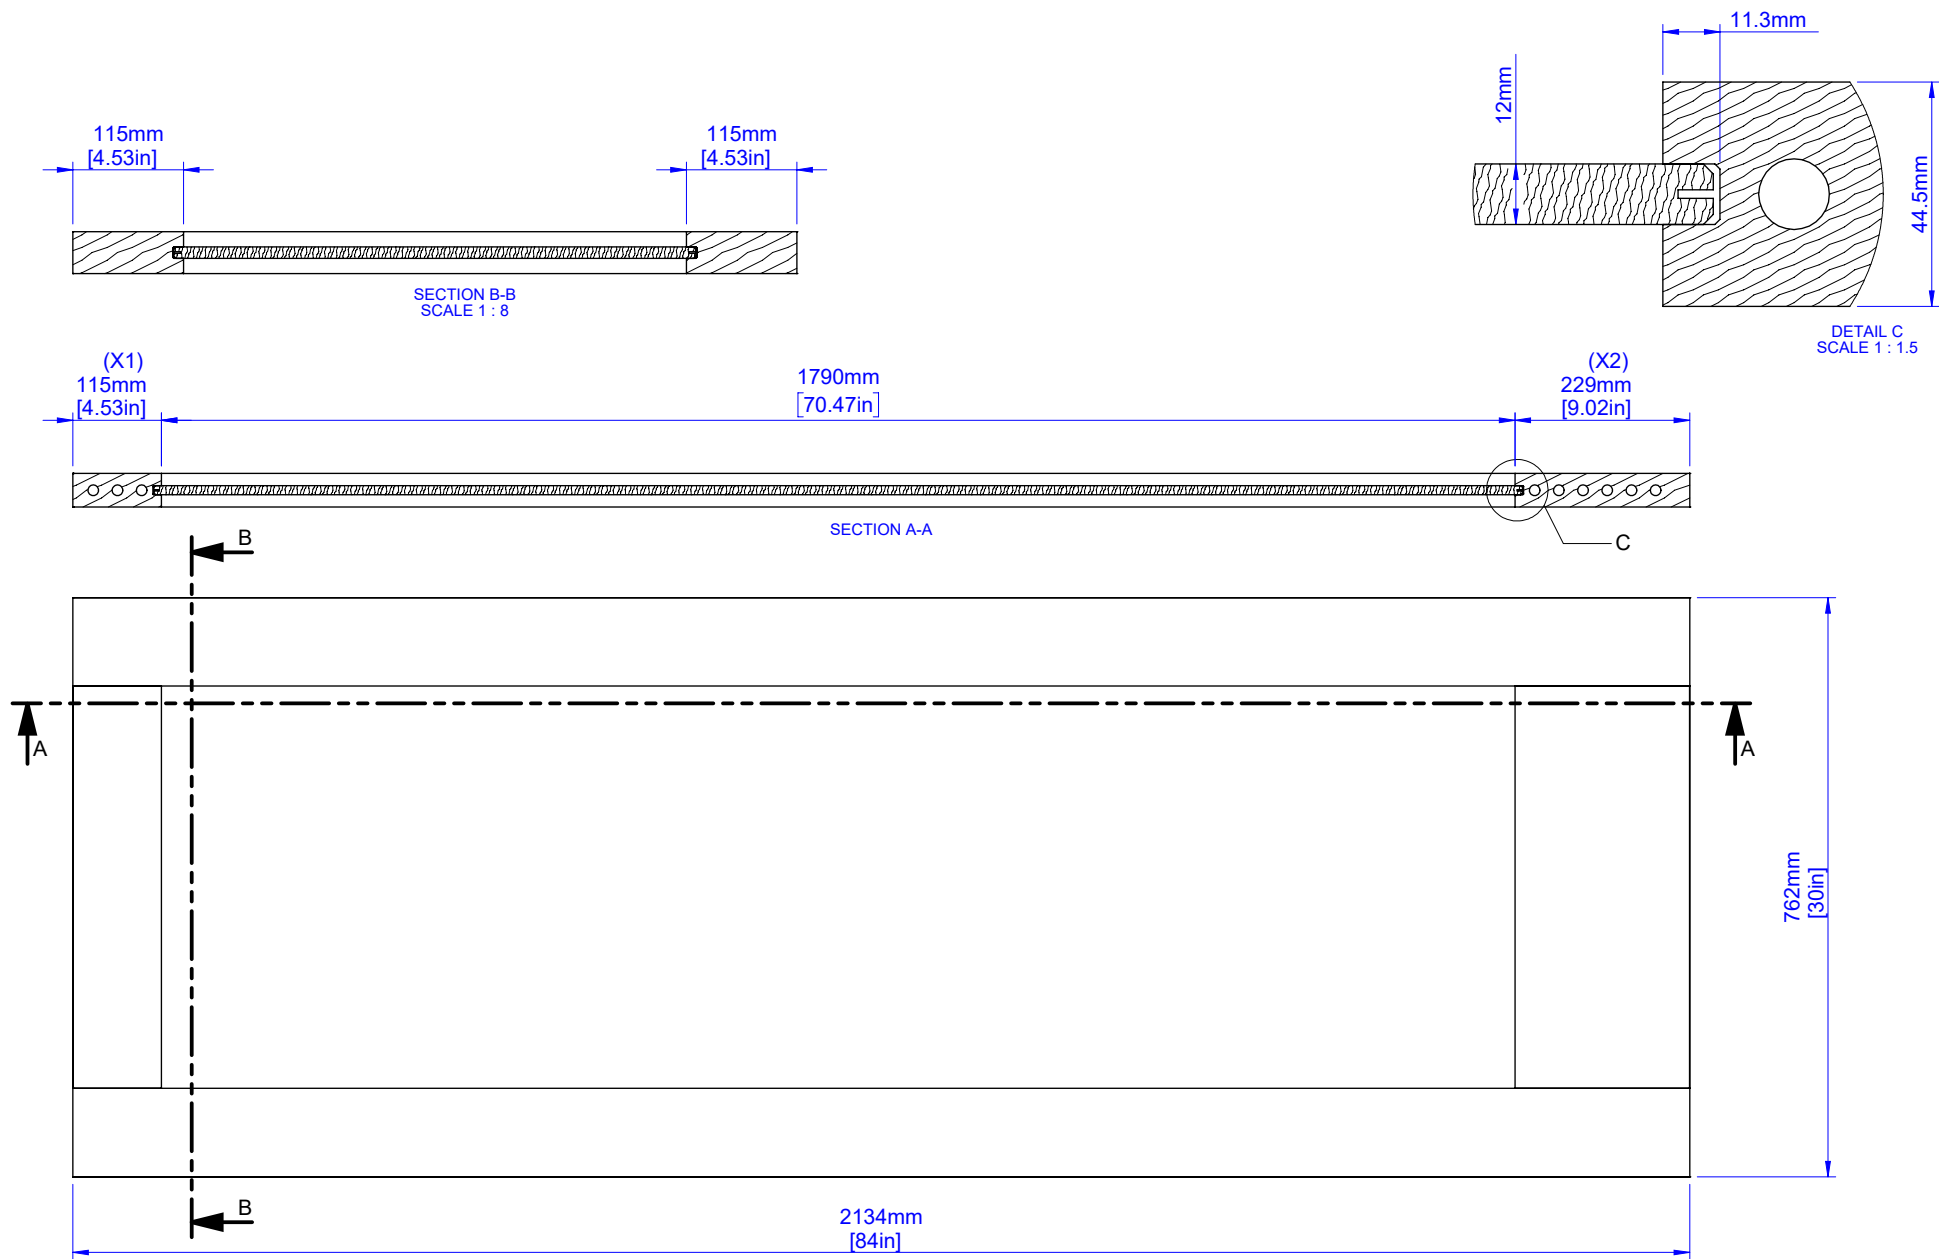 11.3mm
12mm
44.5mm
DETAIL C
SCALE 1 : 1.5
115mm
[4.53in]
115mm
[4.53in]
SECTION B-B
SCALE 1 : 8
(X1)
115mm
[4.53in]
1790mm
[70.47in]
(X2)
229mm
[9.02in]
SECTION A-A
C
B
A
A
762mm
[30in]
B
2134mm
[84in]